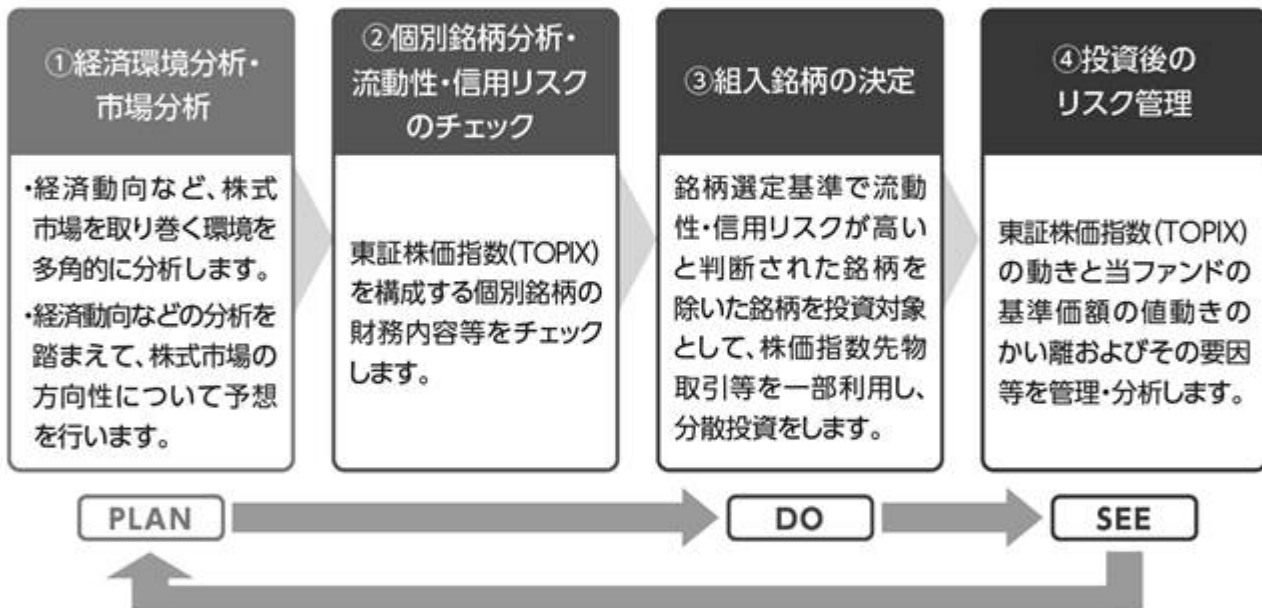 ①経済環境分析・
市場分析
・経済動向など、株式
市場を取り巻く環境を
多角的に分析します。
・経済動向などの分析を
踏まえて、株式市場の
方向性について予想
を行います。
②個別銘柄分析・
流動性・信用リスク
のチェック
東証株価指数(TOPIX)
を構成する個別銘柄の
財務内容等をチェック
します。
③組入銘柄の決定
銘柄選定基準で流動
性・信用リスクが高い
と判断された銘柄を
除いた銘柄を投資対象
として、株価指数先物
取引等を一部利用し、
分散投資をします。
④投資後の
リスク管理
東証株価指数(TOPIX)
の動きと当ファンドの
基準価額の値動きの
かい離およびその要因
等を管理・分析します。
PLAN
DO
SEE